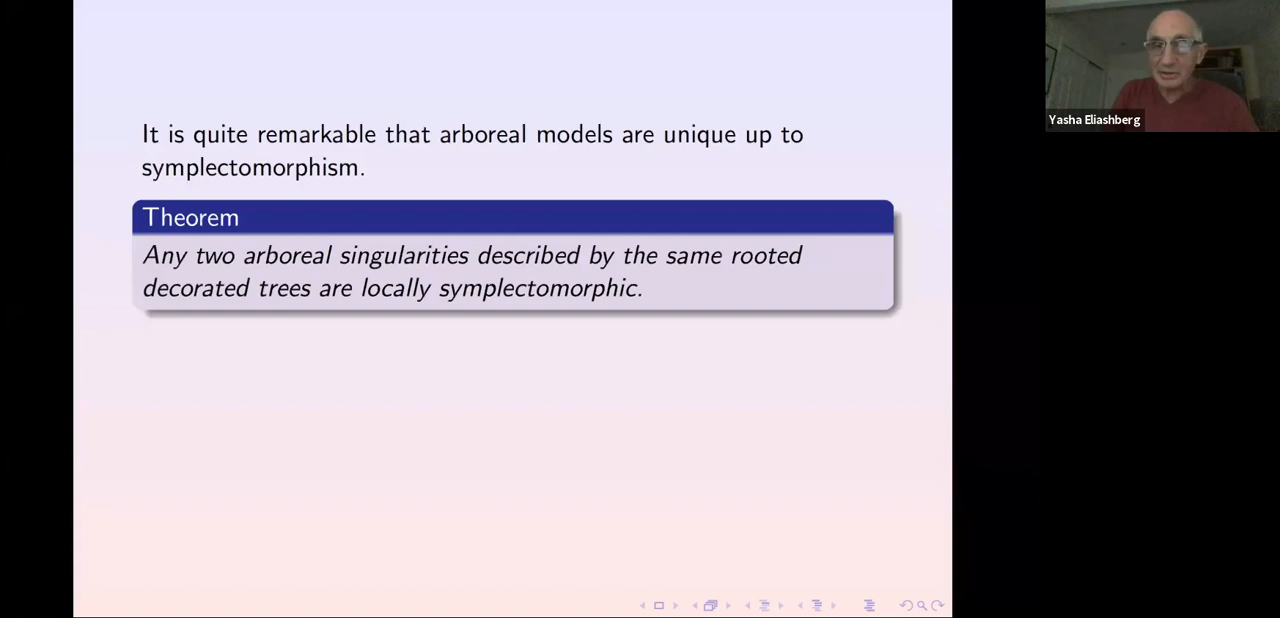 It is quite remarkable that arboreal models are unique up to
symplectomorphism.
Theorem
Any two arboreal singularities described by the same rooted
decorated trees are locally symplectomorphic.
Yasha Eliashberg